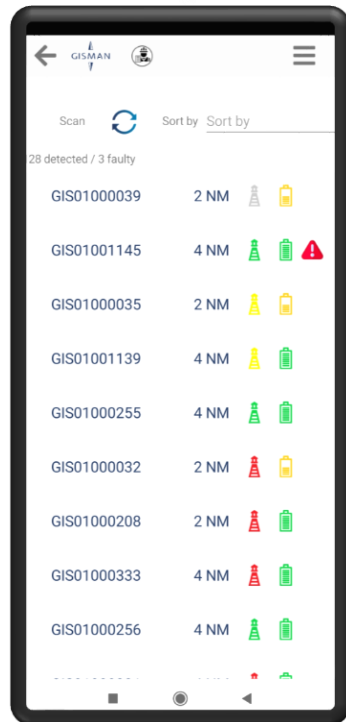 GISMAN
Scan Sort by Sort by
128 detected / 3 faulty
GIS01000039 2 NM
GIS01001145 4 NM
GIS01000035 2 NM
GIS01001139 4 NM
GIS01000255 4 NM
GIS01000032 2 NM
GIS01000208 2 NM
GIS01000333 4 NM
GIS01000256 4 NM